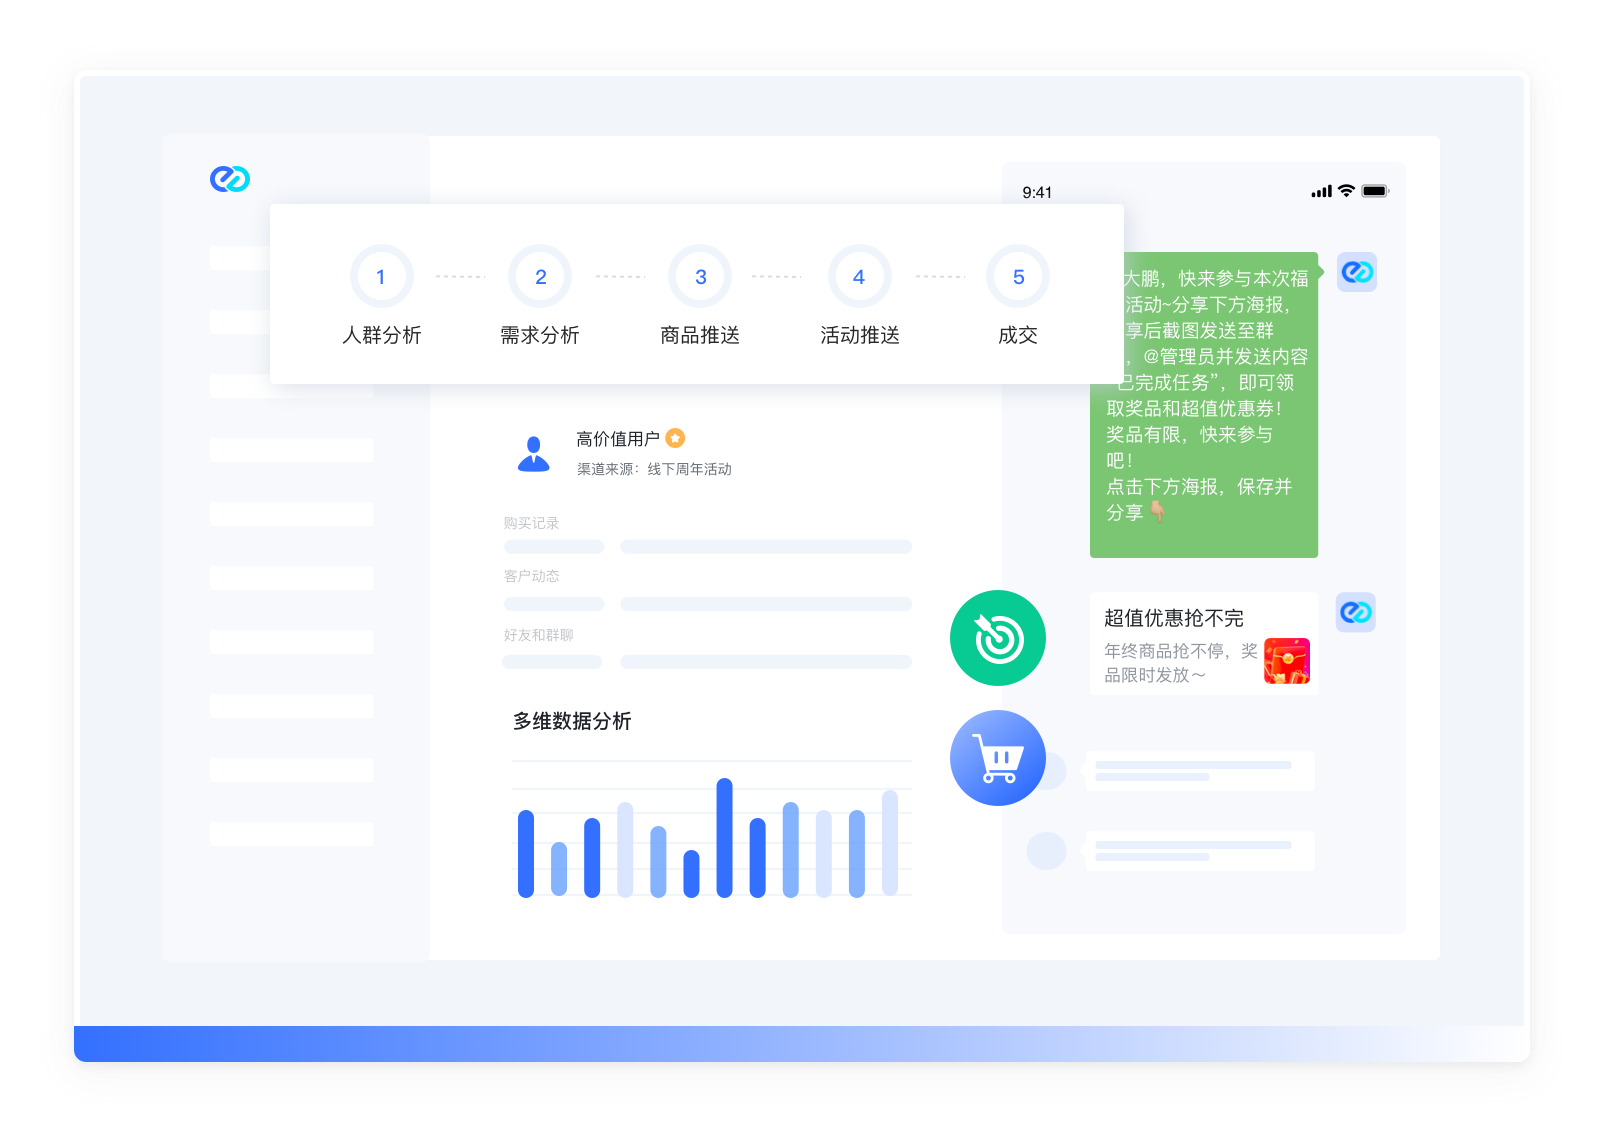 9:41
1
2
3
4
5
人群分析
需求分析
商品推送
活动推送
成交
大鹏，快来参与本次福
活动~分享下方海报，
享后截图发送至群
，@管理员并发送内容
已完成任务”，即可领
取奖品和超值优惠券！
奖品有限，快来参与
吧！
点击下方海报，保存并
分享👇🏼
高价值用户
渠道来源：线下周年活动
购买记录
客户动态
好友和群聊
超值优惠抢不完
年终商品抢不停，奖
品限时发放～
多维数据分析